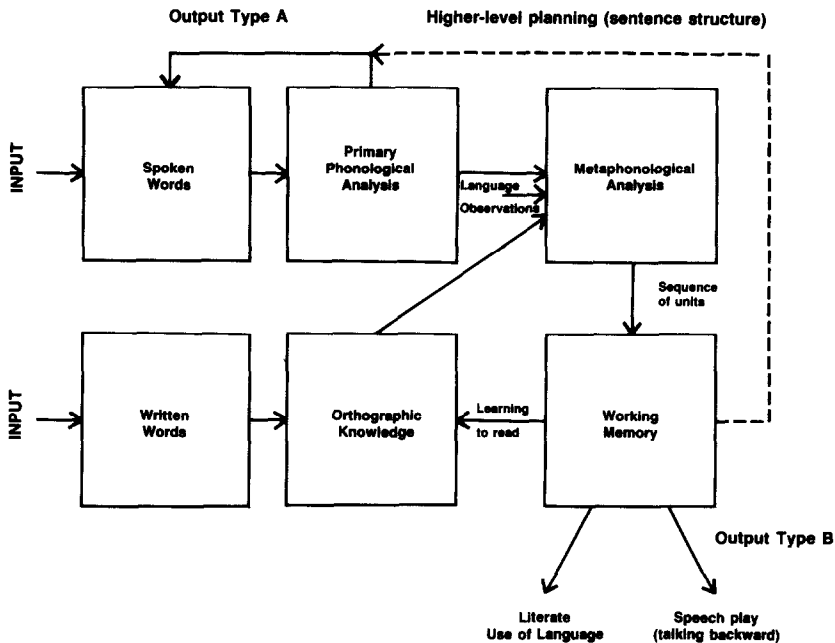 Output Type A
Higher-level planning (sentence structure)
INPUT
Spoken
Words
Primary
Phonological
Analysis
Language
Observations
Metaphonological
Analysis
Sequence
of units
INPUT
Written
Words
Orthographic
Knowledge
Learning
to read
Working
Memory
Output Type B
Literate
Use of Language
Speech play
(talking backward)